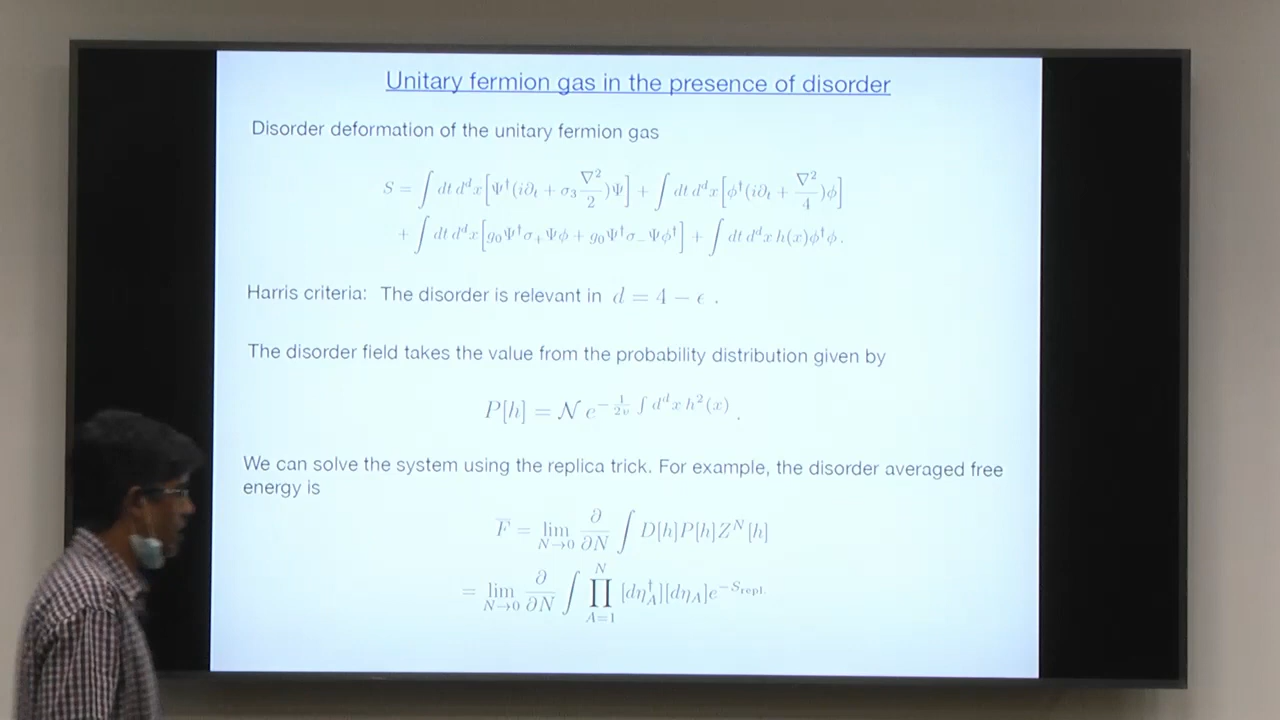 Unitary fermion gas in the presence of disorder
Disorder deformation of the unitary fermion gas
S = ∫ dt d^d x [Ψ†(i∂_t + σ_3 ∇²/2)Ψ] + ∫ dt d^d x [φ†(i∂_t + ∇²/4)φ]
+ ∫ dt d^d x [g_0 Ψ†σ_+Ψφ + g_0 Ψ†σ_−Ψφ†] + ∫ dt d^d x h(x)φ†φ.
Harris criteria: The disorder is relevant in d = 4 − ϵ .
The disorder field takes the value from the probability distribution given by
P[h] = 𝒩 e^{−1/(2v) ∫ d^d x h²(x)} .
We can solve the system using the replica trick. For example, the disorder averaged free
energy is
F̅ = lim_{N→0} ∂/∂N ∫ D[h]P[h]Z^N[h]
= lim_{N→0} ∂/∂N ∫ ∏_{A=1}^{N} [dη†_A][dη_A]e^{−S_repl.}